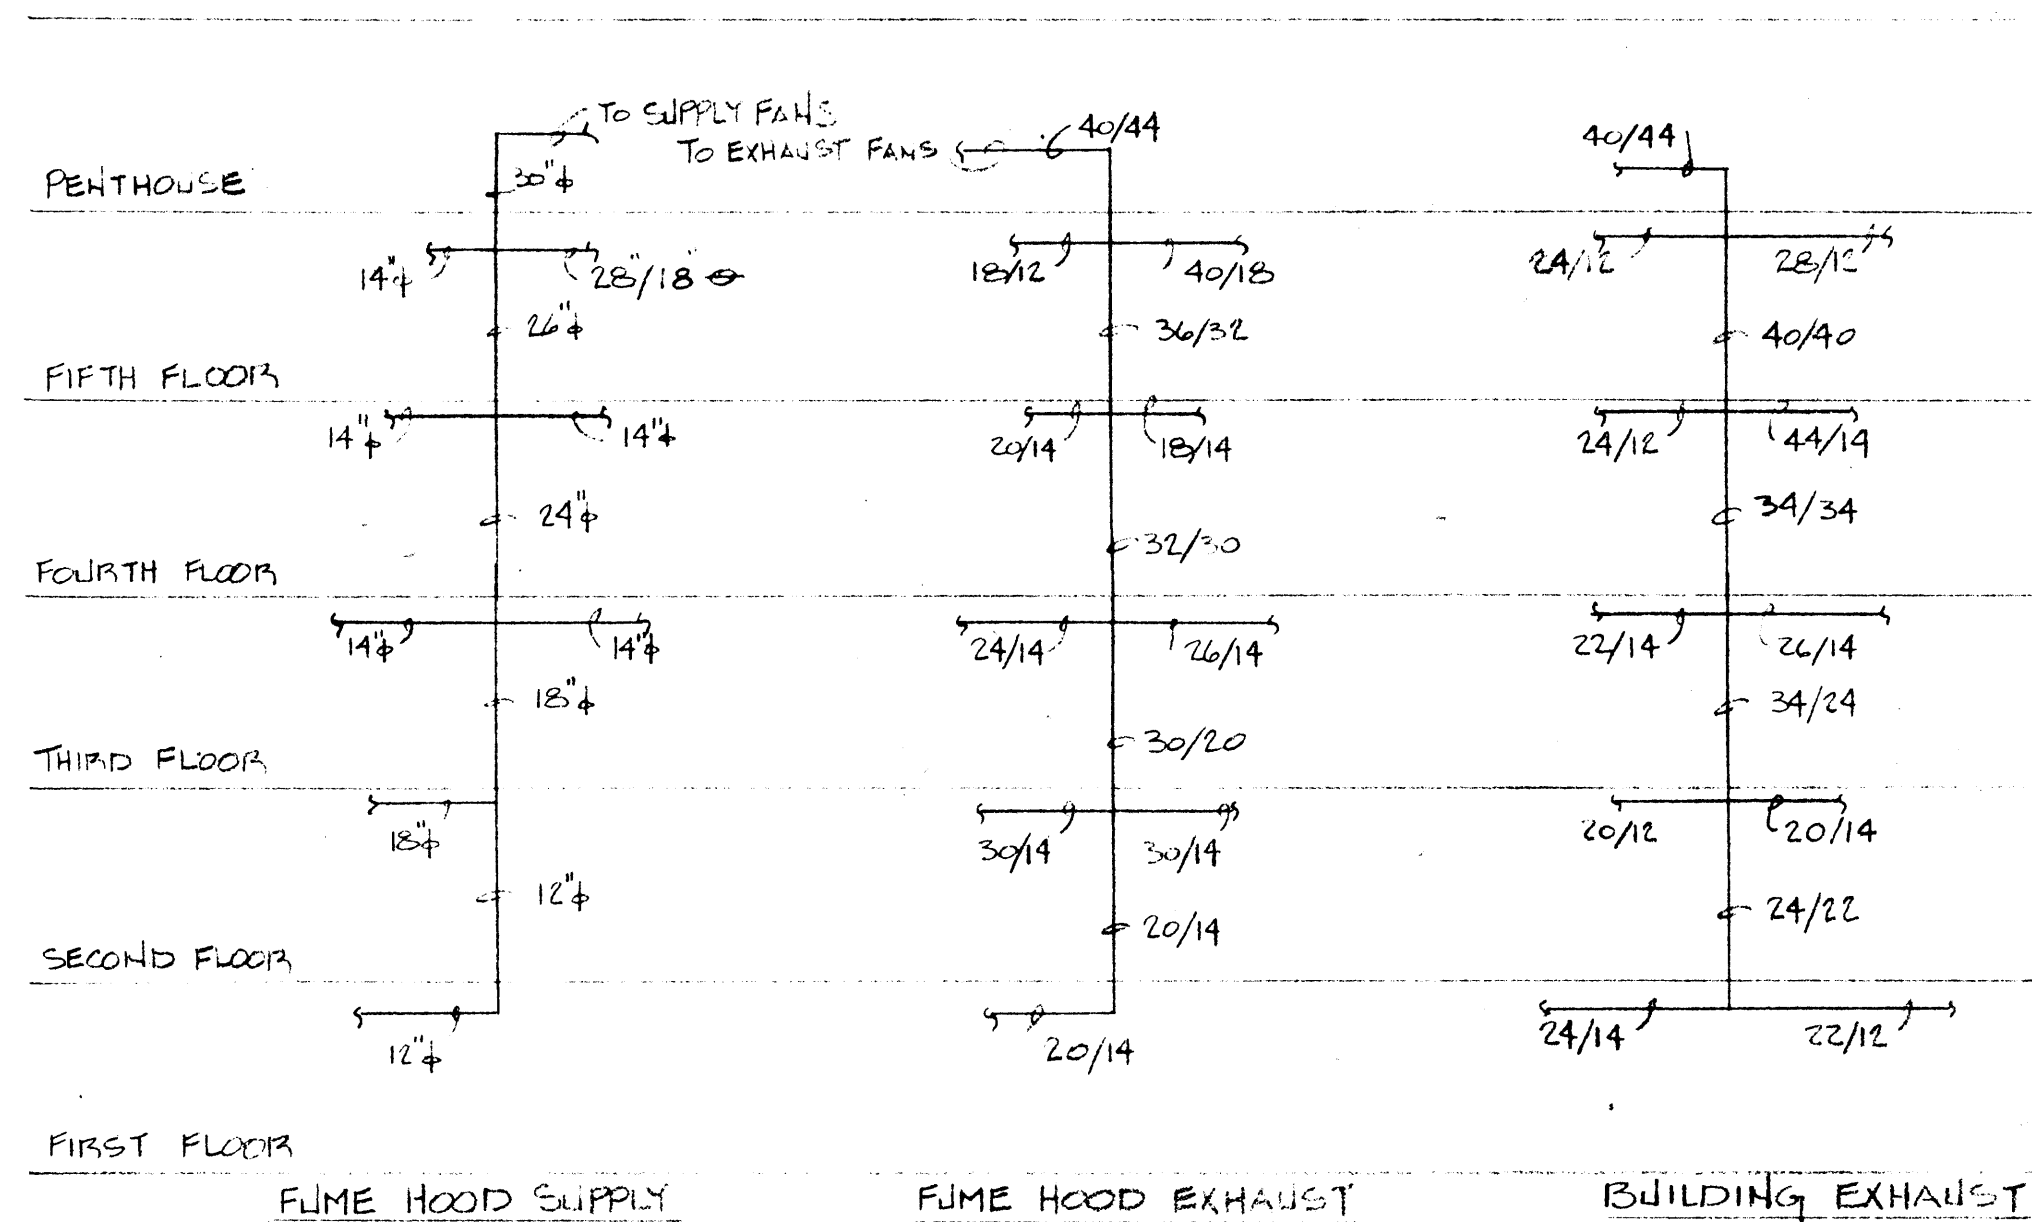 TO SUPPLY FANS
TO EXHAUST FANS
40/44
40/44
PENTHOUSE
30"ϕ
14"ϕ
28"/18"
18/12
40/18
24/12
28/12
26"ϕ
36/32
40/40
FIFTH FLOOR
14"ϕ
14"ϕ
20/14
18/14
24/12
44/14
24"ϕ
32/30
34/34
FOURTH FLOOR
14"ϕ
14"ϕ
24/14
26/14
22/14
26/14
18"ϕ
30/20
34/24
THIRD FLOOR
18"ϕ
30/14
30/14
20/12
20/14
12"ϕ
20/14
24/22
SECOND FLOOR
12"ϕ
20/14
24/14
22/12
FIRST FLOOR
FUME HOOD SUPPLY
FUME HOOD EXHAUST
BUILDING EXHAUST